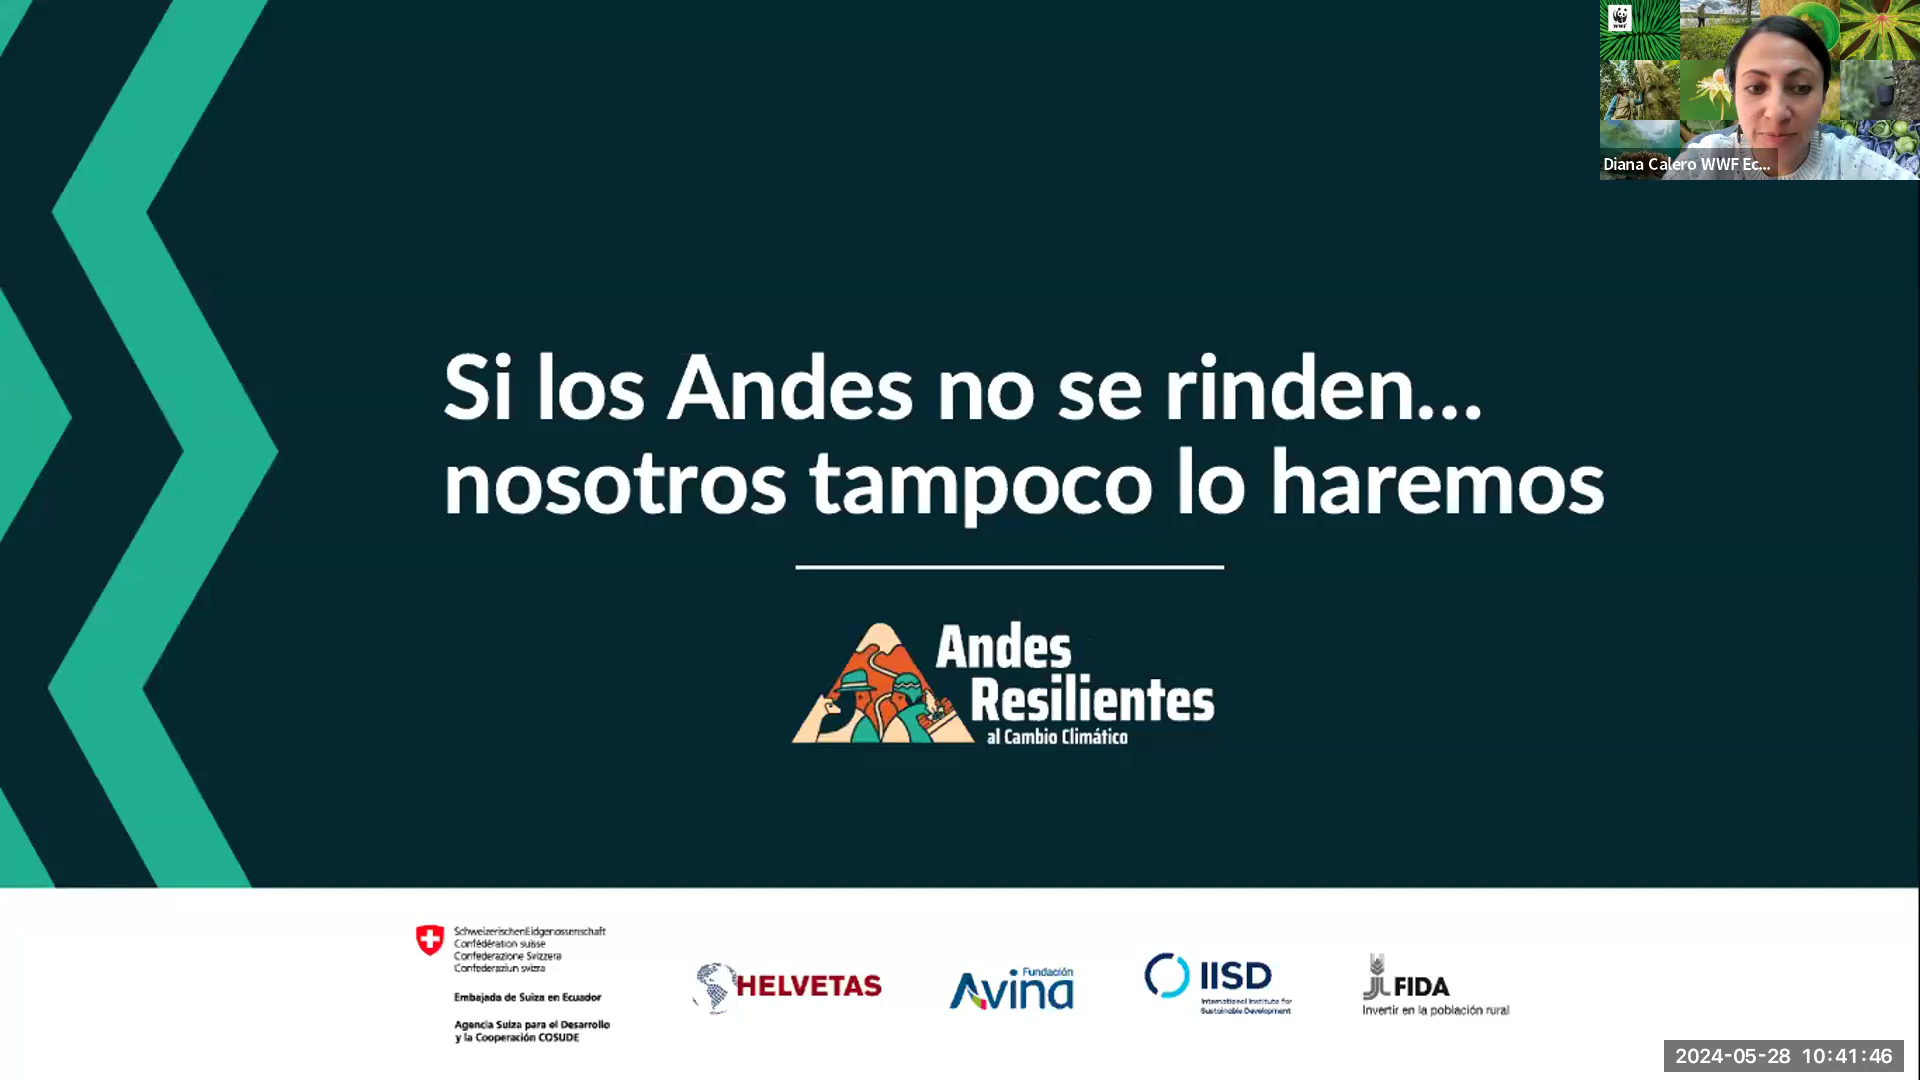 WWF
Diana Calero WWF Ec...
Si los Andes no se rinden...
nosotros tampoco lo haremos
Andes
Resilientes
al Cambio Climático
SchweizerischenEidgenossenschaft
Confédération suisse
Confederazione Svizzera
Confederaziun svizra
Embajada de Suiza en Ecuador
Agencia Suiza para el Desarrollo
y la Cooperación COSUDE
HELVETAS
Fundación
Avina
IISD
International Institute for
Sustainable Development
FIDA
Invertir en la población rural
2024-05-28 10:41:46